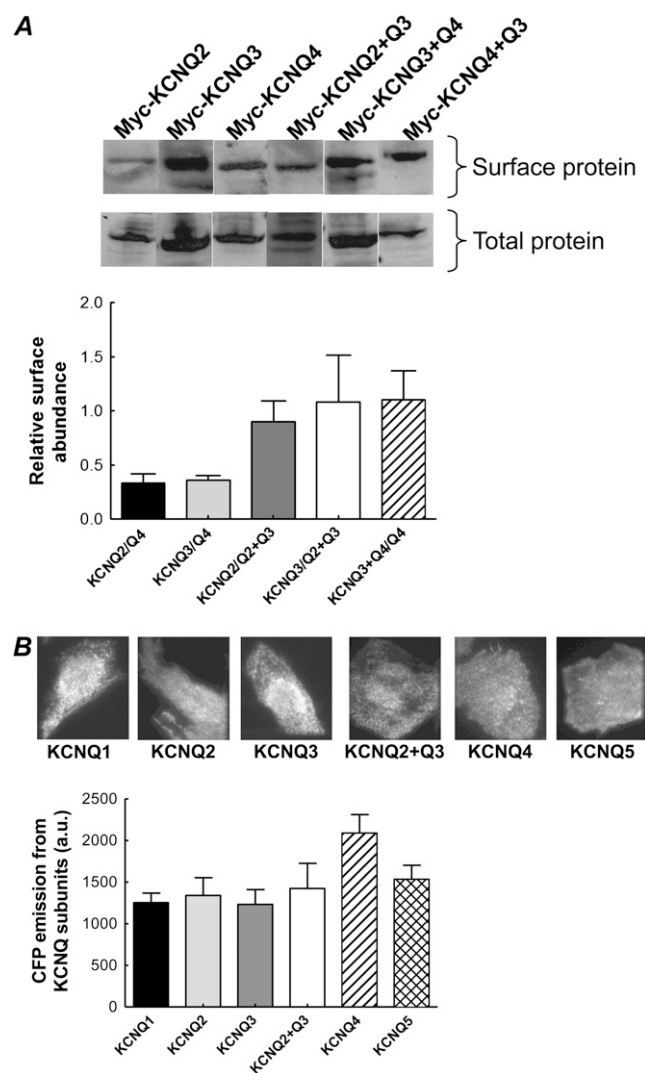 A
Myc-KCNQ2
Myc-KCNQ3
Myc-KCNQ4
Myc-KCNQ2+Q3
Myc-KCNQ3+Q4
Myc-KCNQ4+Q3
Surface protein
Total protein
Relative surface
abundance
2.0
1.5
1.0
0.5
0.0
KCNQ2/Q4
KCNQ3/Q4
KCNQ2/Q2+Q3
KCNQ3/Q2+Q3
KCNQ3+Q4/Q4
B
KCNQ1
KCNQ2
KCNQ3
KCNQ2+Q3
KCNQ4
KCNQ5
CFP emission from
KCNQ subunits (a.u.)
2500
2000
1500
1000
500
0
KCNQ1
KCNQ2
KCNQ3
KCNQ2+Q3
KCNQ4
KCNQ5